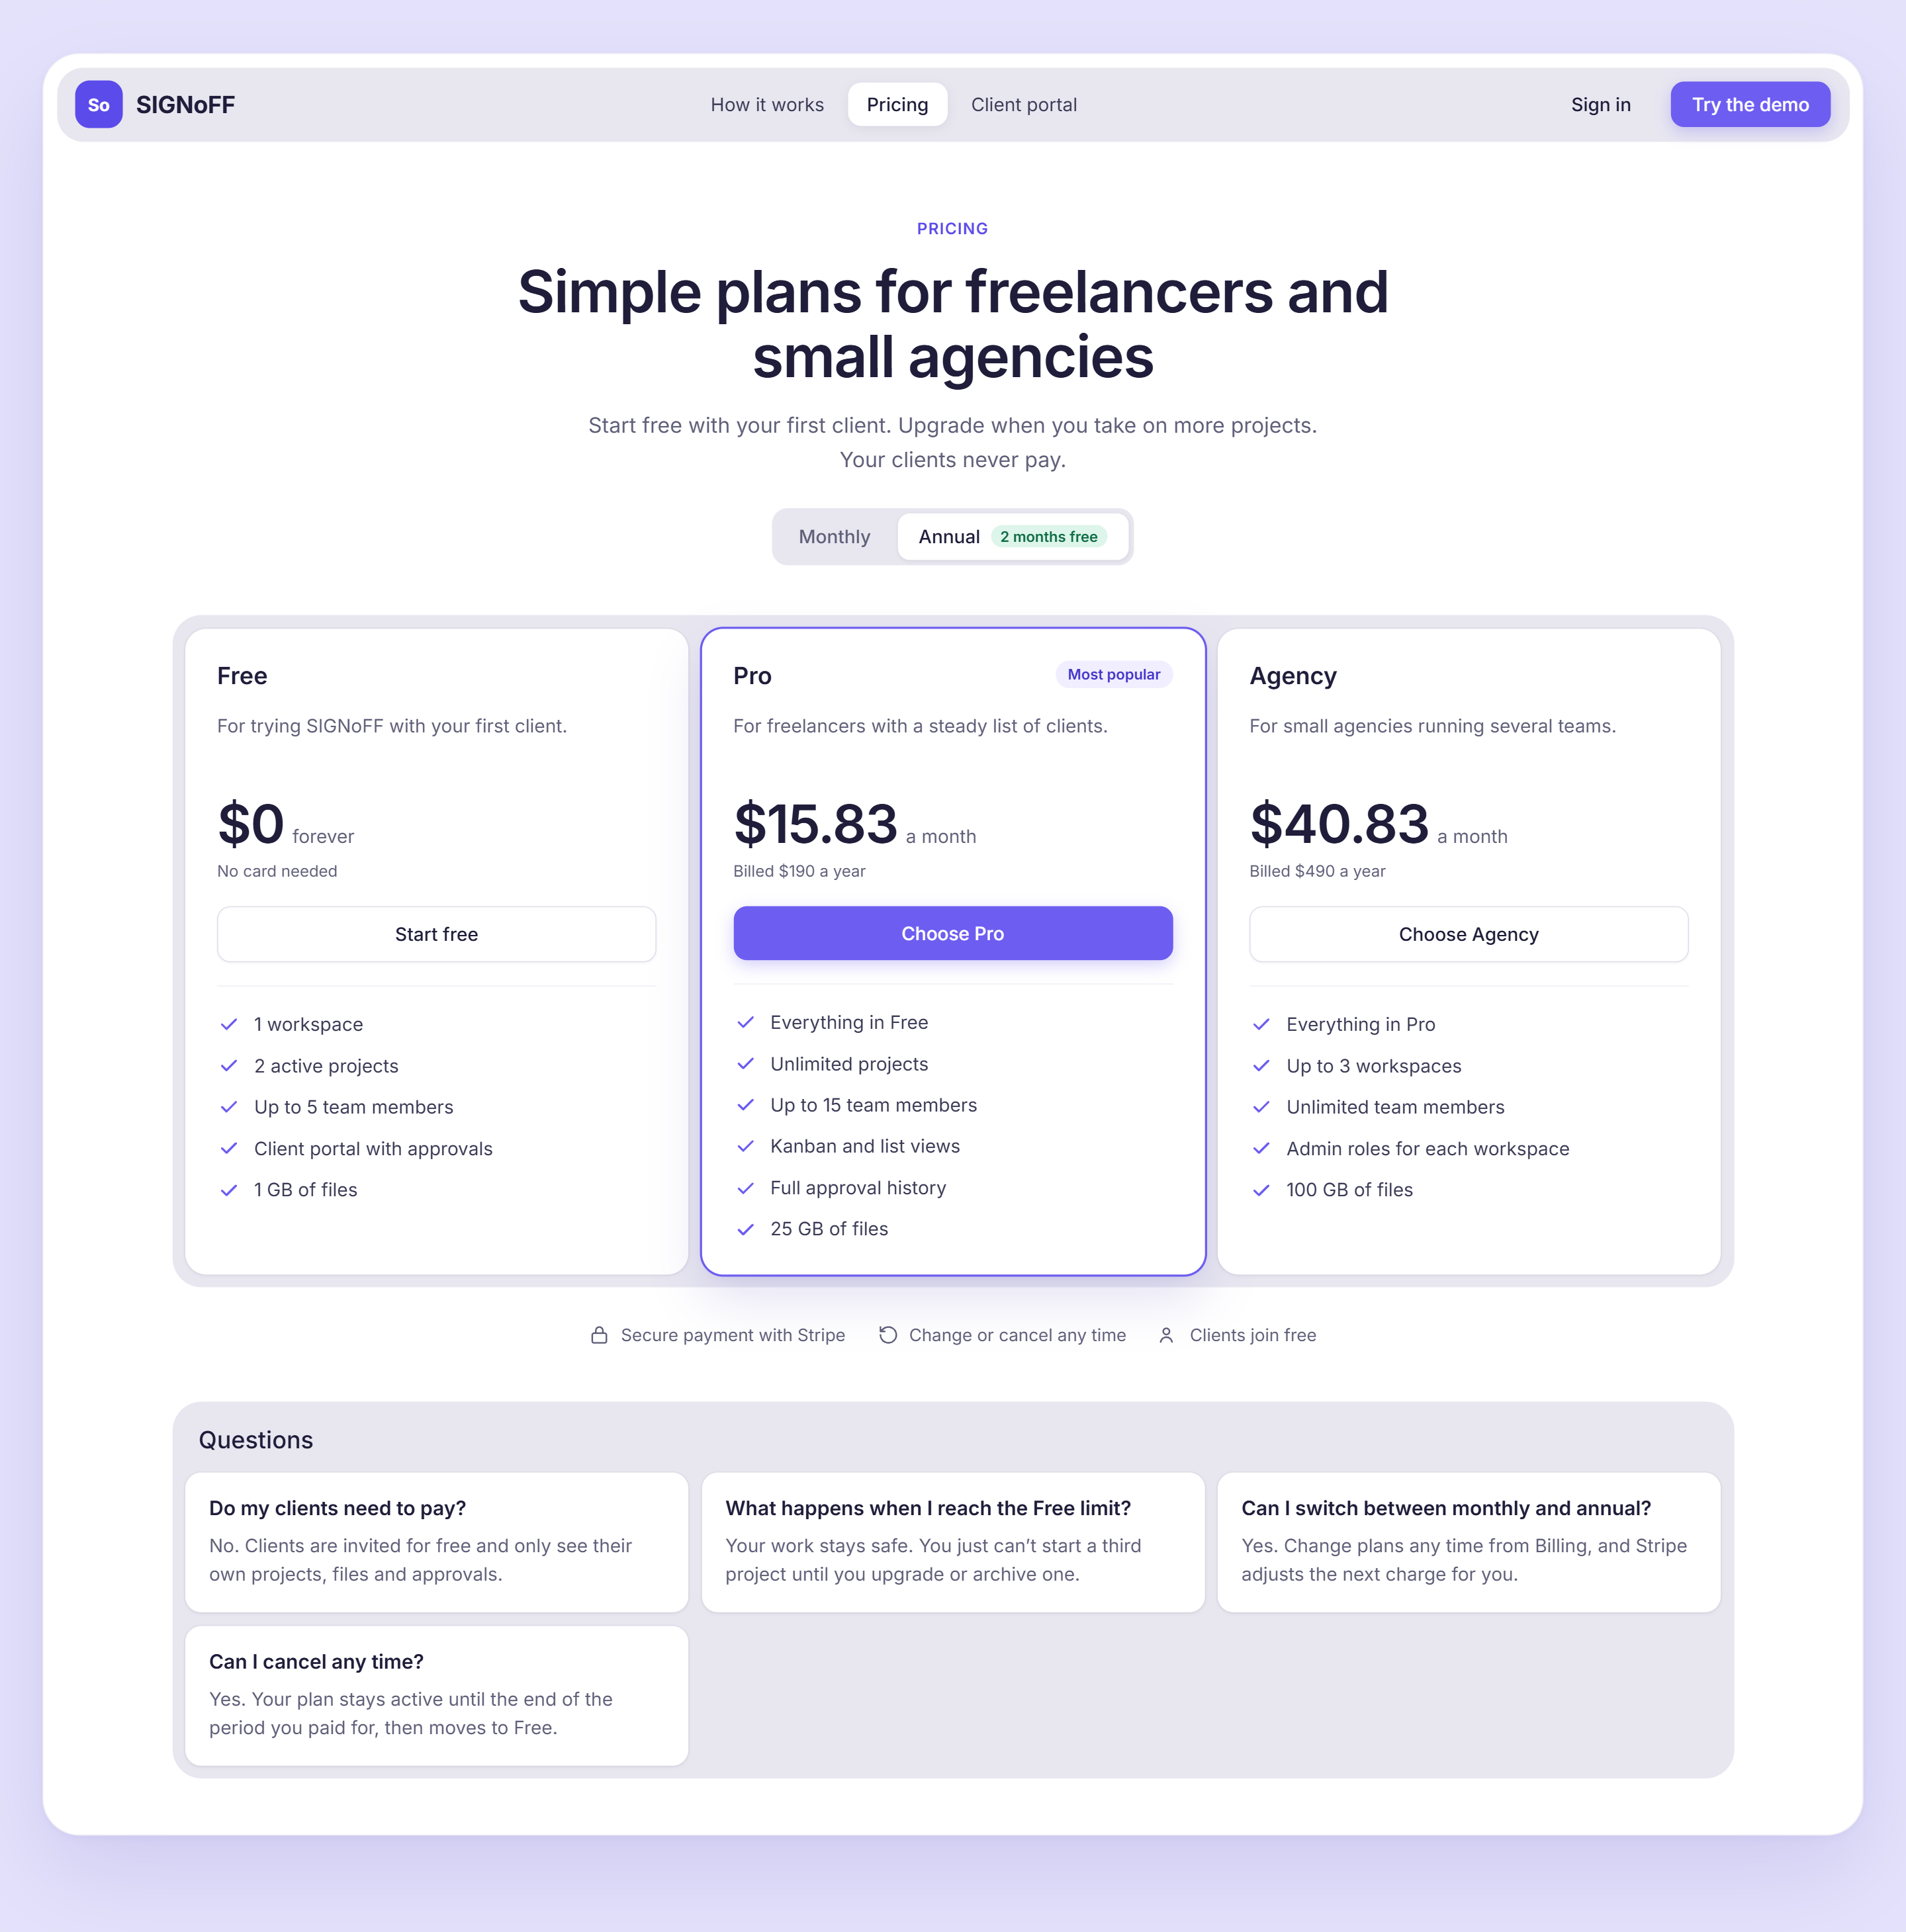 So SIGNoFF How it works Pricing Client portal Sign in Try the demo
PRICING
Simple plans for freelancers and
small agencies
Start free with your first client. Upgrade when you take on more projects.
Your clients never pay.
Monthly Annual 2 months free
Free
For trying SIGNoFF with your first client.
$0 forever
No card needed
Start free
1 workspace
2 active projects
Up to 5 team members
Client portal with approvals
1 GB of files
Pro Most popular
For freelancers with a steady list of clients.
$15.83 a month
Billed $190 a year
Choose Pro
Everything in Free
Unlimited projects
Up to 15 team members
Kanban and list views
Full approval history
25 GB of files
Agency
For small agencies running several teams.
$40.83 a month
Billed $490 a year
Choose Agency
Everything in Pro
Up to 3 workspaces
Unlimited team members
Admin roles for each workspace
100 GB of files
Secure payment with Stripe Change or cancel any time Clients join free
Questions
Do my clients need to pay?
No. Clients are invited for free and only see their
own projects, files and approvals.
What happens when I reach the Free limit?
Your work stays safe. You just can’t start a third
project until you upgrade or archive one.
Can I switch between monthly and annual?
Yes. Change plans any time from Billing, and Stripe
adjusts the next charge for you.
Can I cancel any time?
Yes. Your plan stays active until the end of the
period you paid for, then moves to Free.